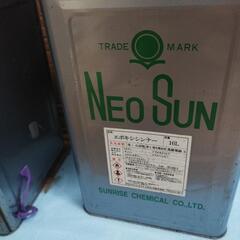 TRADE MARK
NEO SUN
エポキシシンナー
16L
SUNRISE CHEMICAL CO.,LTD.